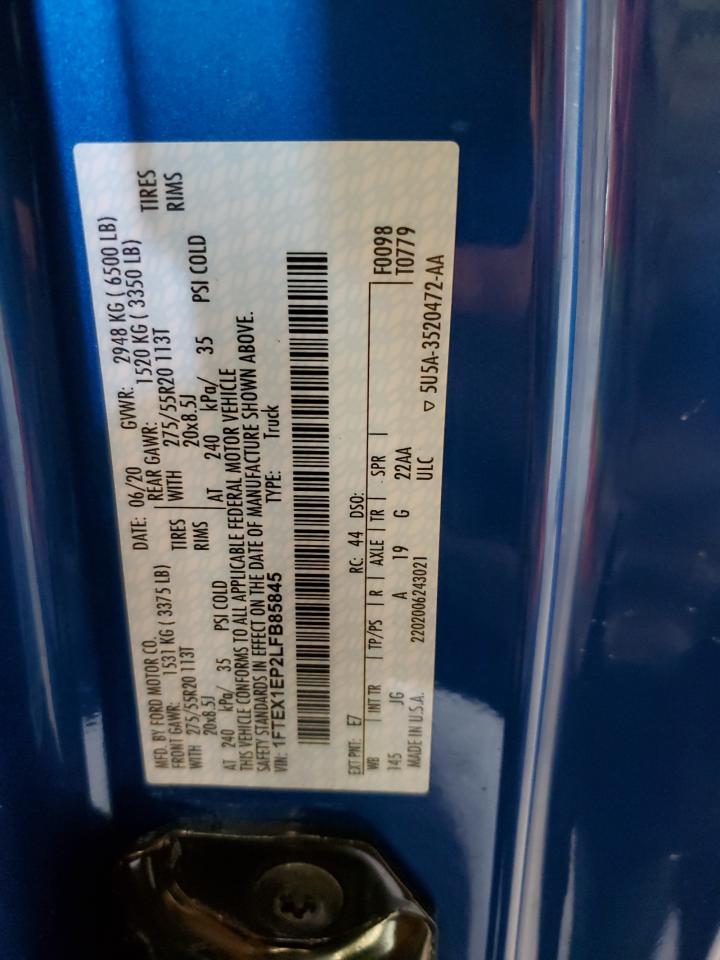 MFD. BY FORD MOTOR CO. DATE: 06/20 GVWR: 2948 KG ( 6500 LB)
FRONT GAWR: 1531 KG ( 3375 LB) REAR GAWR: 1520 KG ( 3350 LB)
WITH 275/55R20 113T TIRES WITH 275/55R20 113T TIRES
20x8.5J RIMS 20x8.5J RIMS
AT 240 kPa/ 35 PSI COLD AT 240 kPa/ 35 PSI COLD
THIS VEHICLE CONFORMS TO ALL APPLICABLE FEDERAL MOTOR VEHICLE
SAFETY STANDARDS IN EFFECT ON THE DATE OF MANUFACTURE SHOWN ABOVE.
VIN: 1FTEX1EP2LFB85845 TYPE: Truck
EXT PNT: E7 RC: 44 DSO: F0098
WB INT TR TP/PS R AXLE TR SPR T0779
145 JG A 19 G 22AA
MADE IN U.S.A. 2202006243021 ULC ▽ 5U5A-3520472-AA